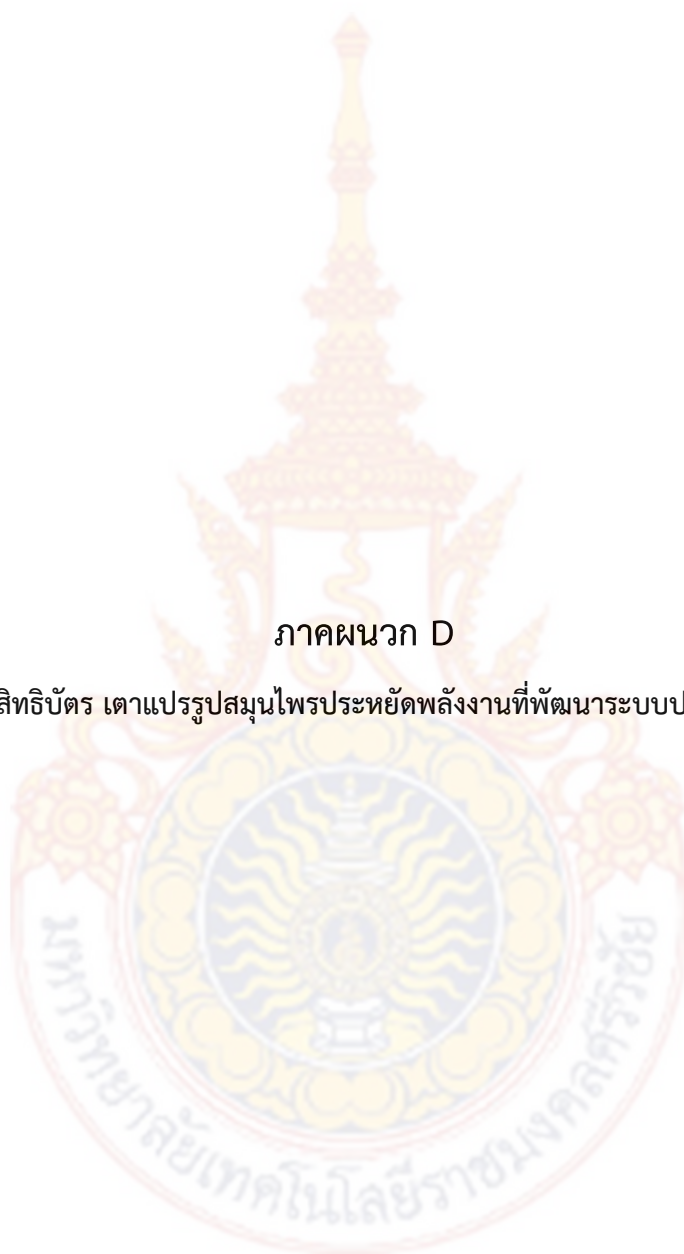 ภาคผนวก D
สิทธิบัตร เตาแปรรูปสมุนไพรประหยัดพลังงานที่พัฒนาระบบป
มหาวิทยาลัยเทคโนโลยีราชมงคลศรีวิชัย